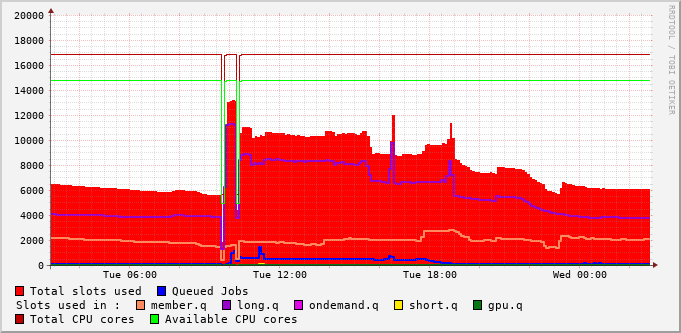 20000
18000
16000
14000
12000
10000
8000
6000
4000
2000
0
Tue 06:00 Tue 12:00 Tue 18:00 Wed 00:00
RRDTOOL / TOBI OETIKER
Total slots used Queued Jobs
Slots used in : member.q long.q ondemand.q short.q gpu.q
Total CPU cores Available CPU cores